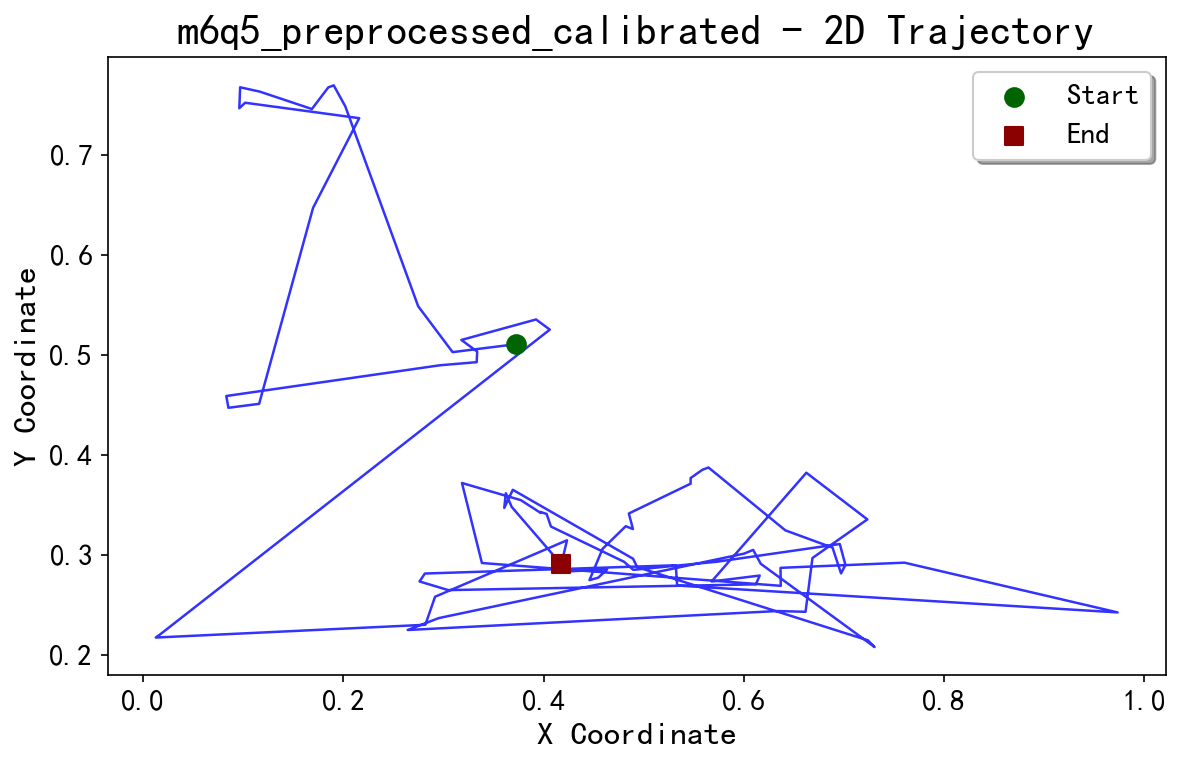 m6q5_preprocessed_calibrated - 2D Trajectory
Start
End
Y Coordinate
0.7
0.6
0.5
0.4
0.3
0.2
0.0 0.2 0.4 0.6 0.8 1.0
X Coordinate